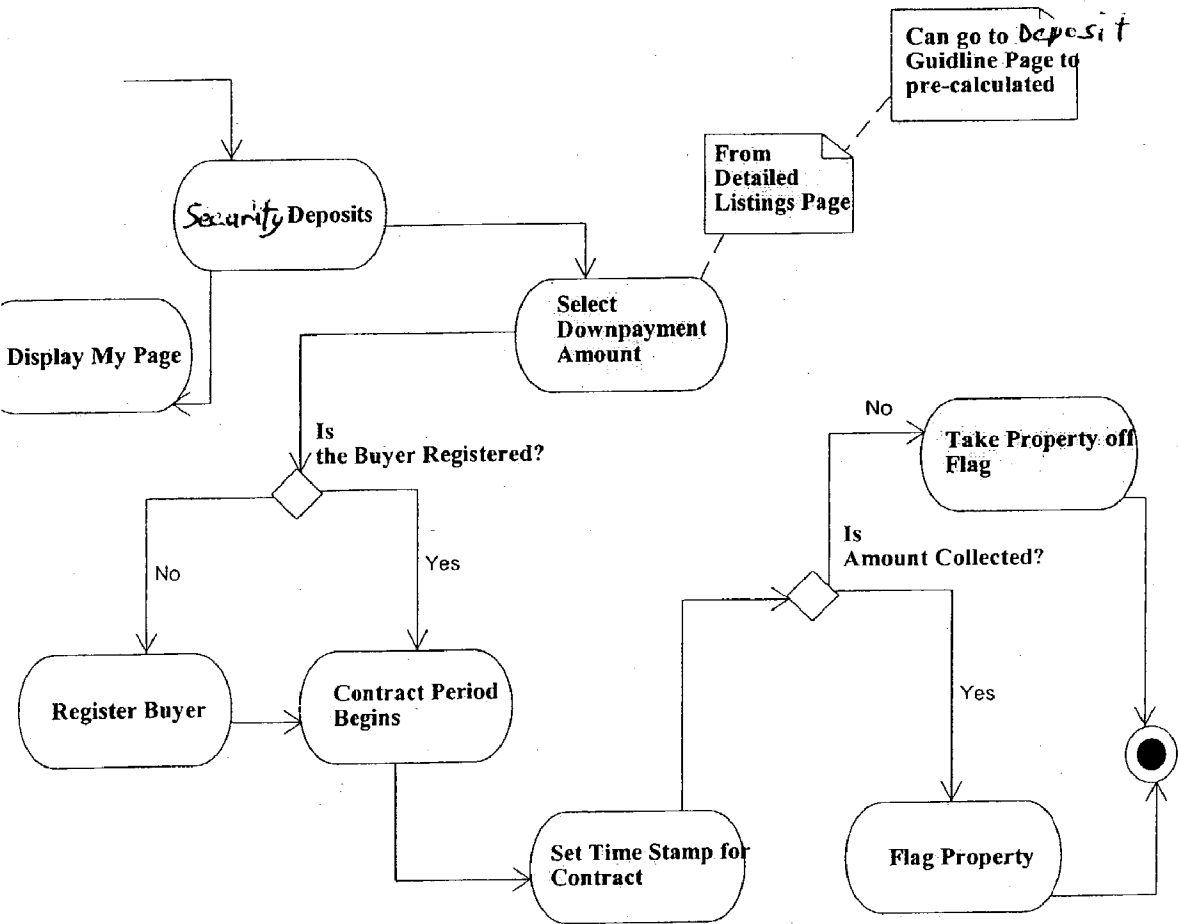 Can go to Deposit
Guidline Page to
pre-calculated
From
Detailed
Listings Page
Security Deposits
Select
Downpayment
Amount
Display My Page
Is
the Buyer Registered?
No
Yes
No
Take Property off
Flag
Is
Amount Collected?
Register Buyer
Contract Period
Begins
Yes
Set Time Stamp for
Contract
Flag Property